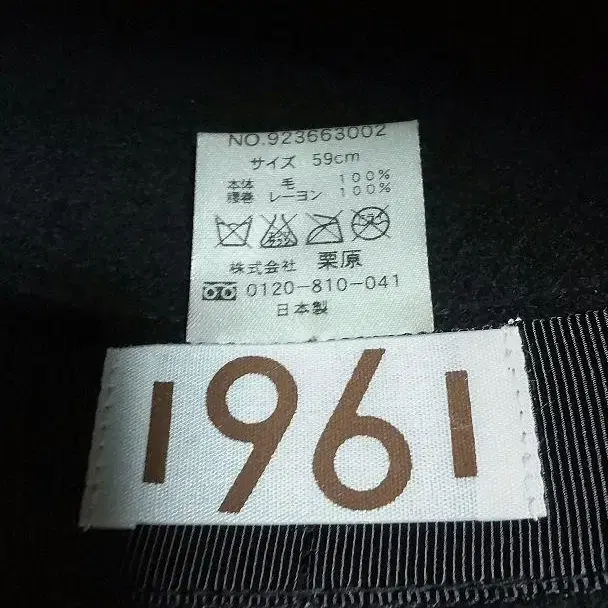 NO.923663002
サイズ 59cm
本体 毛 100%
腰巻 レーヨン 100%
株式会社 栗原
0120-810-041
日本製
1961